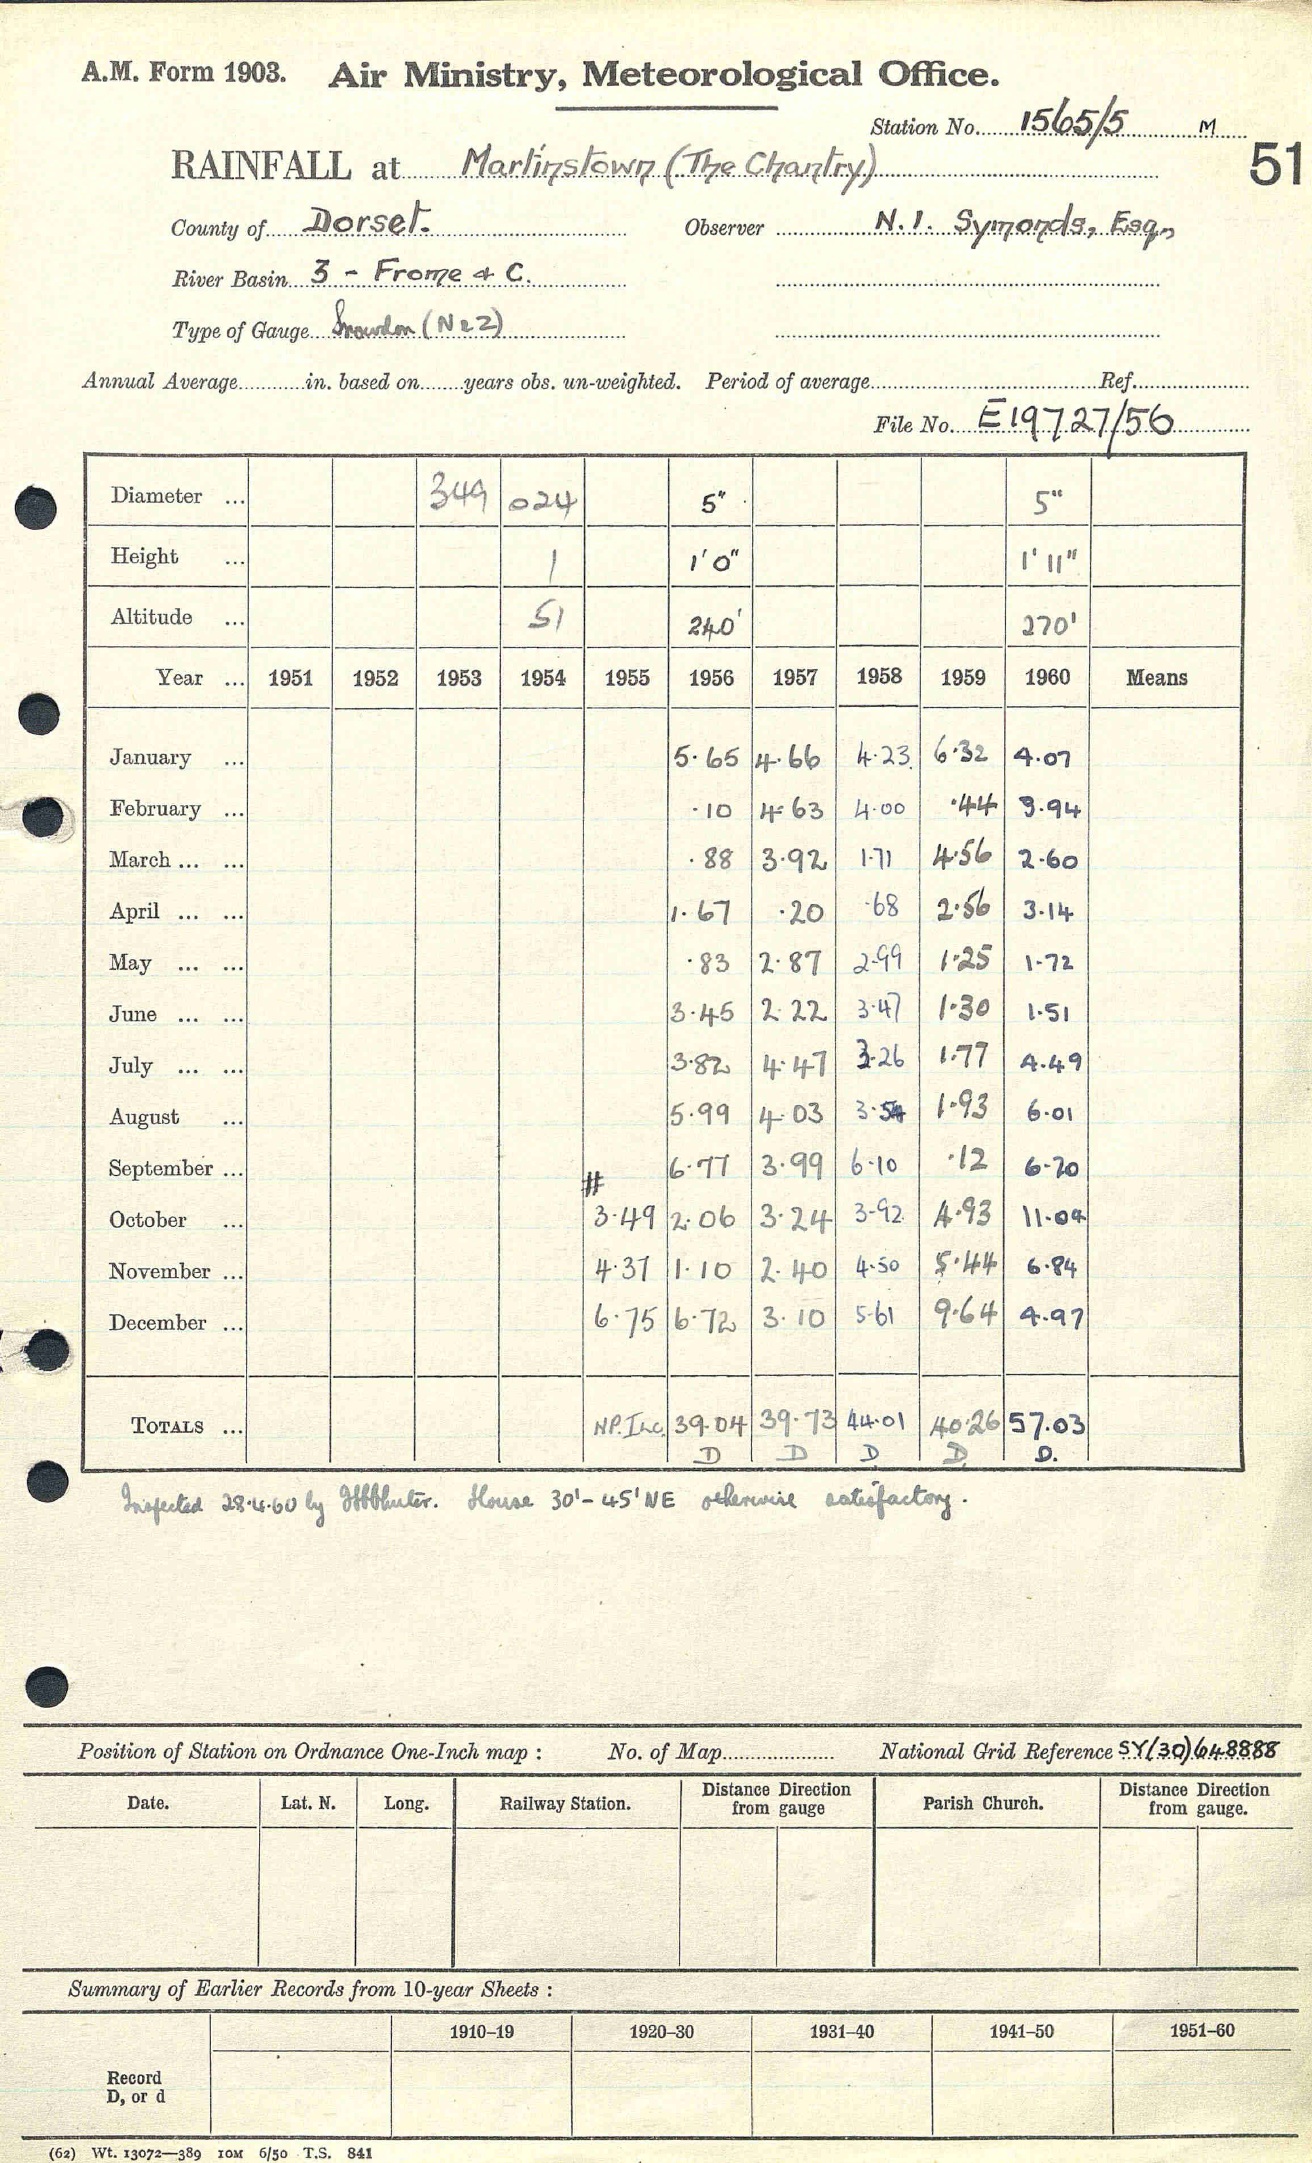 A.M. Form 1903. Air Ministry, Meteorological Office.
Station No. 1565/5 M
51
RAINFALL at Martinstown (The Chantry)
County of Dorset. Observer N.I. Symonds, Esq.,
River Basin 3 - Frome & C.
Type of Gauge Snowdon (No 2)
Annual Average in. based on years obs. un-weighted. Period of average Ref.
File No. E19727/56
Diameter ... 349 024 5" 5"
Height ... 1 1'0" 1'11"
Altitude ... 51 240' 270'
Year ... 1951 1952 1953 1954 1955 1956 1957 1958 1959 1960 Means
January ... 5.65 4.66 4.23 6.32 4.07
February ... .10 4.63 4.00 .44 3.94
March ... ... .88 3.92 1.71 4.56 2.60
April ... ... 1.67 .20 .68 2.56 3.14
May ... ... .83 2.87 2.99 1.25 1.72
June ... ... 3.45 2.22 3.47 1.30 1.51
July ... ... 3.82 4.47 3.26 1.77 4.49
August ... 5.99 4.03 3.54 1.93 6.01
September ... 6.77 3.99 6.10 .12 6.70
#
October ... 3.49 2.06 3.24 3.92 4.93 11.04
November ... 4.37 1.10 2.40 4.50 5.44 6.84
December ... 6.75 6.72 3.10 5.61 9.64 4.97
TOTALS ... NP.Inc. 39.04 39.73 44.01 40.26 57.03
D D D D D.
Inspected 28.4.60 by House 30'-45' NE otherwise satisfactory.
Position of Station on Ordnance One-Inch map : No. of Map National Grid Reference SY(30)648888
Date. Lat. N. Long. Railway Station. Distance Direction from gauge Parish Church. Distance Direction from gauge.
Summary of Earlier Records from 10-year Sheets :
1910–19 1920–30 1931–40 1941–50 1951–60
Record
D, or d
(62) Wt. 13072—389 10M 6/50 T.S. 841